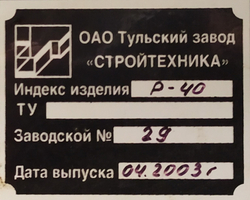 ОАО Тульский завод
«СТРОЙТЕХНИКА»
Индекс изделия Р-40
ТУ
Заводской № 29
Дата выпуска 04.2003г